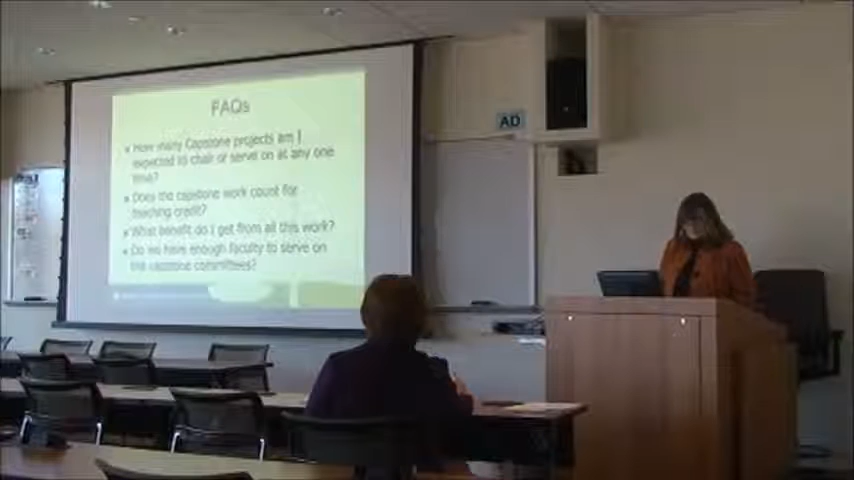 FAQs
How many Capstone projects am I
expected to chair or serve on at any one
time?
Does the capstone work count for
teaching credit?
What benefit do I get from all this work?
Do we have enough faculty to serve on
the capstone committees?
AD